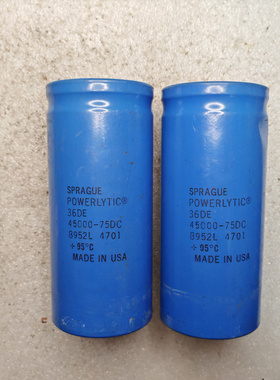 SPRAGUE
POWERLYTIC®
36DE
45000-75DC
8952L 4701
+95°C
MADE IN USA
SPRAGUE
POWERLYTIC®
36DE
45000-75DC
8952L 4701
+95°C
MADE IN USA